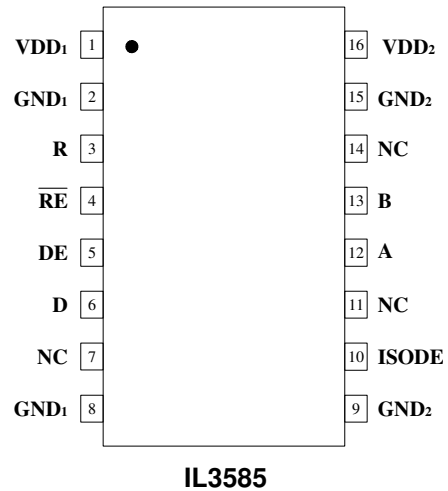 VDD₁ 1 16 VDD₂
GND₁ 2 15 GND₂
R 3 14 NC
R̅E̅ 4 13 B
DE 5 12 A
D 6 11 NC
NC 7 10 ISODE
GND₁ 8 9 GND₂
IL3585